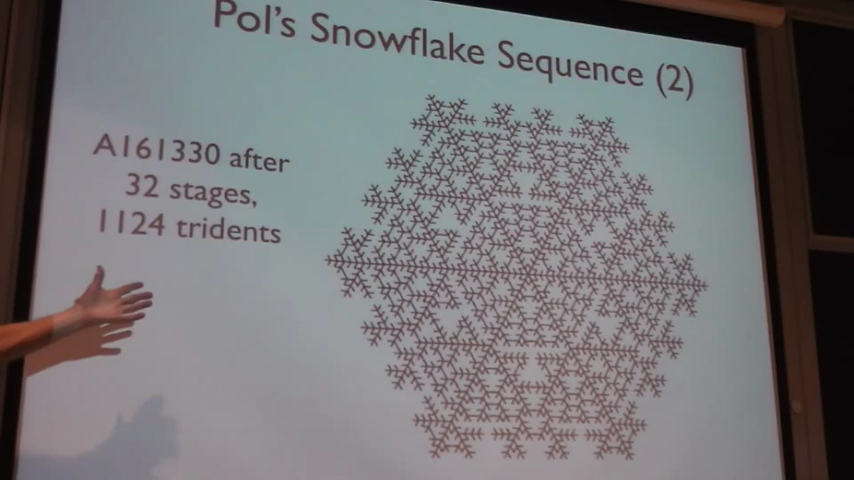 Pol's Snowflake Sequence (2)
A161330 after
32 stages,
1124 tridents